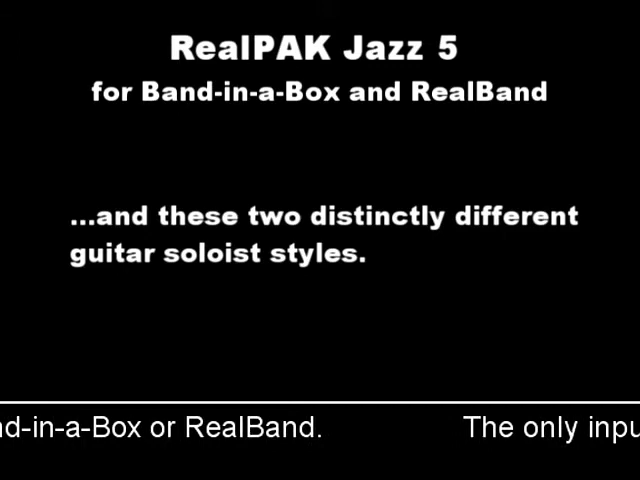 RealPAK Jazz 5
for Band-in-a-Box and RealBand
...and these two distinctly different
guitar soloist styles.
nd-in-a-Box or RealBand. The only inpu